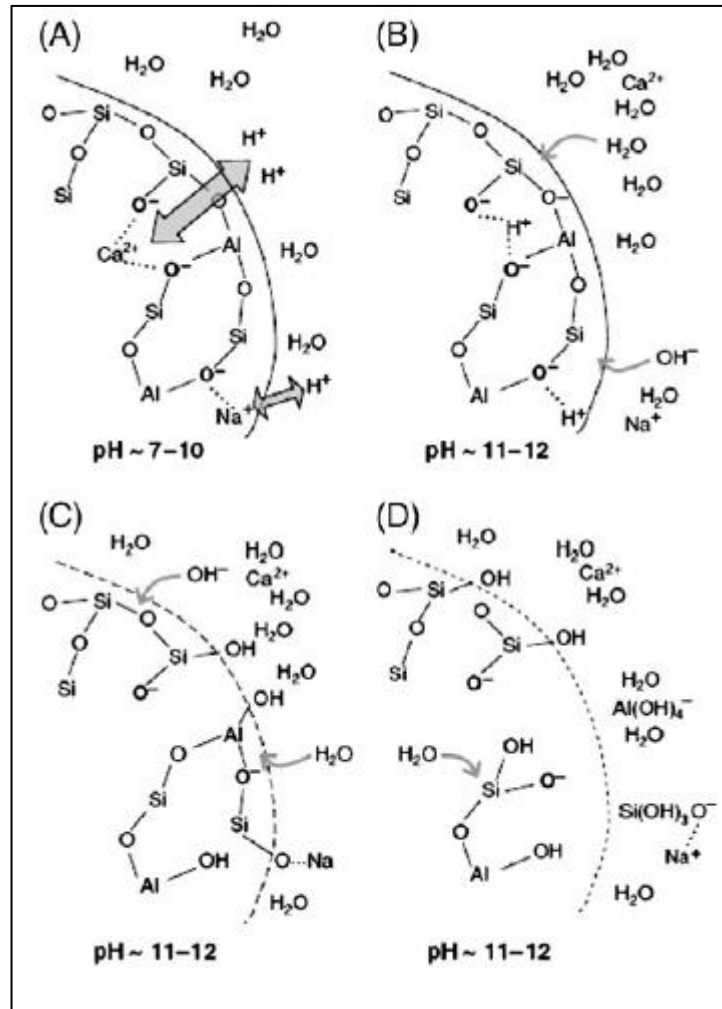 (A)
H₂O
H₂O
H₂O
O Si O
H⁺
O Si
H⁺
Si O⁻ O
Ca²⁺ Al
O⁻ H₂O
O
Si Si
O H₂O
Al O⁻ H⁺
Na⁺
pH ~ 7–10
(B)
H₂O
H₂O Ca²⁺
O Si O H₂O
H₂O
O Si
O⁻ H₂O
Si O⁻
H⁺ Al H₂O
O⁻
O
Si Si
O OH⁻
O⁻ H₂O
Al H⁺ Na⁺
pH ~ 11–12
(C)
H₂O H₂O
OH⁻ Ca²⁺
O Si O H₂O
O Si OH H₂O
Si O⁻ H₂O
OH
Al
O H₂O
O⁻
Si
O Si
OH O Na
Al
H₂O
pH ~ 11–12
(D)
H₂O
H₂O
OH Ca²⁺
O Si O H₂O
O Si OH
Si O⁻
H₂O
Al(OH)₄⁻
H₂O OH H₂O
Si O⁻
Si(OH)₃O⁻
O
OH Na⁺
Al
H₂O
pH ~ 11–12